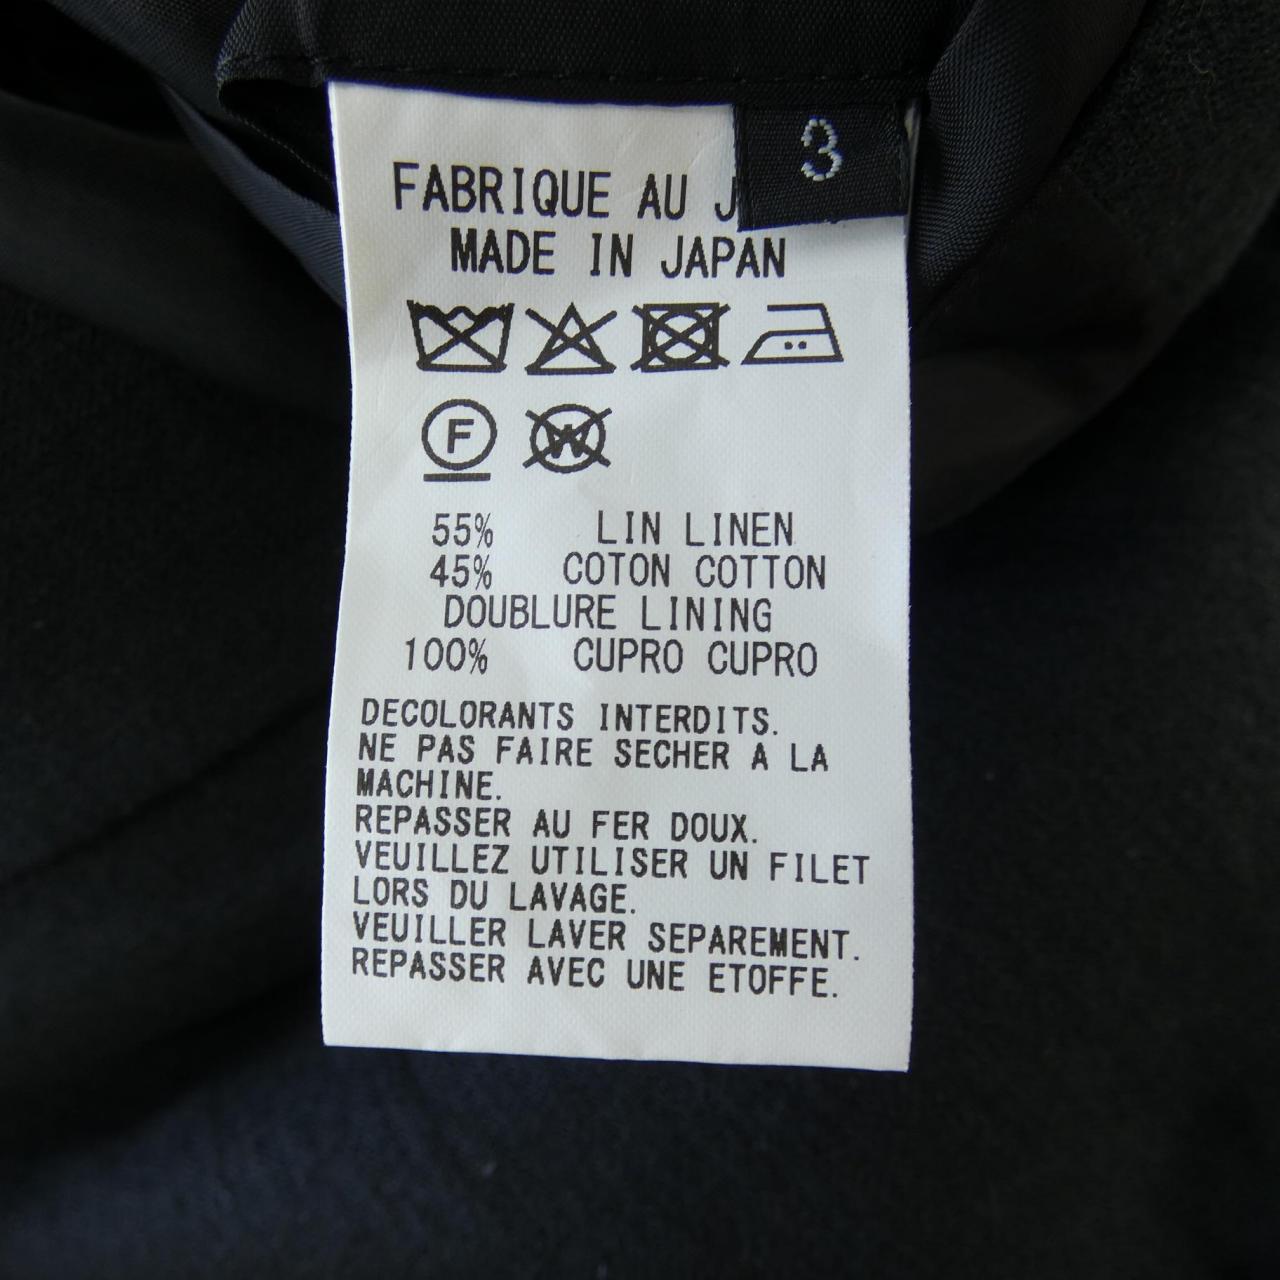 3
FABRIQUE AU
MADE IN JAPAN
F
W
55% LIN LINEN
45% COTON COTTON
DOUBLURE LINING
100% CUPRO CUPRO
DECOLORANTS INTERDITS.
NE PAS FAIRE SECHER A LA
MACHINE.
REPASSER AU FER DOUX.
VEUILLEZ UTILISER UN FILET
LORS DU LAVAGE.
VEUILLER LAVER SEPAREMENT.
REPASSER AVEC UNE ETOFFE.